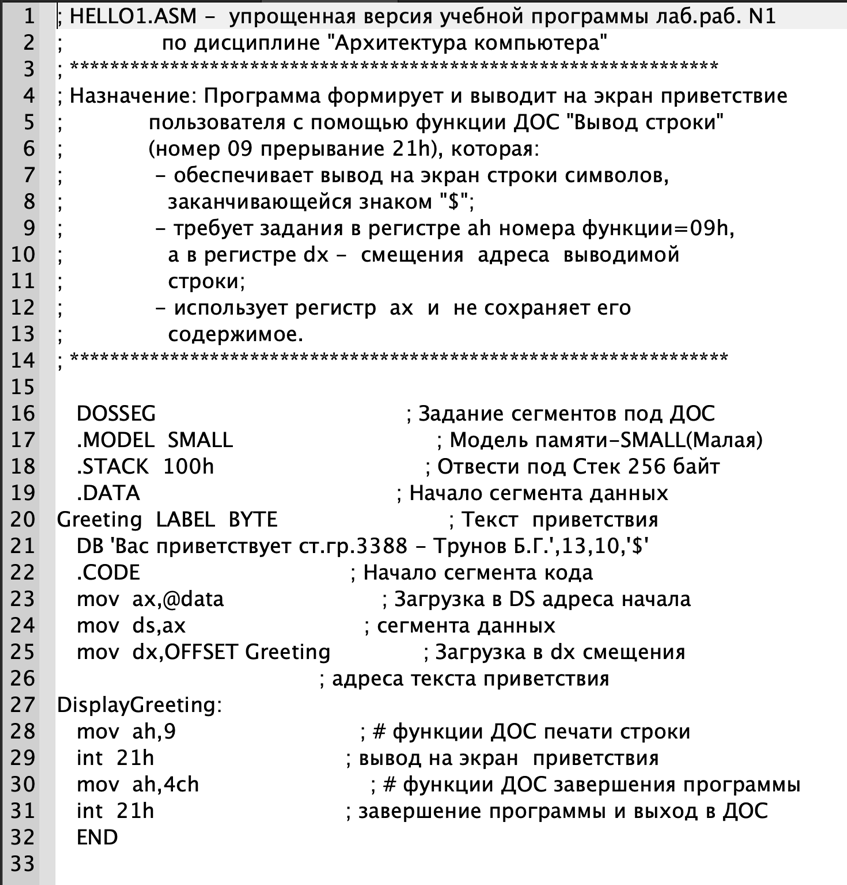 1 ; HELLO1.ASM – упрощенная версия учебной программы лаб.раб. N1
2 ; по дисциплине "Архитектура компьютера"
3 ; *****************************************************************
4 ; Назначение: Программа формирует и выводит на экран приветствие
5 ; пользователя с помощью функции ДОС "Вывод строки"
6 ; (номер 09 прерывание 21h), которая:
7 ; – обеспечивает вывод на экран строки символов,
8 ; заканчивающейся знаком "$";
9 ; – требует задания в регистре ah номера функции=09h,
10 ; а в регистре dx – смещения адреса выводимой
11 ; строки;
12 ; – использует регистр ax и не сохраняет его
13 ; содержимое.
14 ; ******************************************************************
15
16 DOSSEG ; Задание сегментов под ДОС
17 .MODEL SMALL ; Модель памяти–SMALL(Малая)
18 .STACK 100h ; Отвести под Стек 256 байт
19 .DATA ; Начало сегмента данных
20 Greeting LABEL BYTE ; Текст приветствия
21 DB 'Вас приветствует ст.гр.3388 – Трунов Б.Г.',13,10,'$'
22 .CODE ; Начало сегмента кода
23 mov ax,@data ; Загрузка в DS адреса начала
24 mov ds,ax ; сегмента данных
25 mov dx,OFFSET Greeting ; Загрузка в dx смещения
26 ; адреса текста приветствия
27 DisplayGreeting:
28 mov ah,9 ; # функции ДОС печати строки
29 int 21h ; вывод на экран приветствия
30 mov ah,4ch ; # функции ДОС завершения программы
31 int 21h ; завершение программы и выход в ДОС
32 END
33